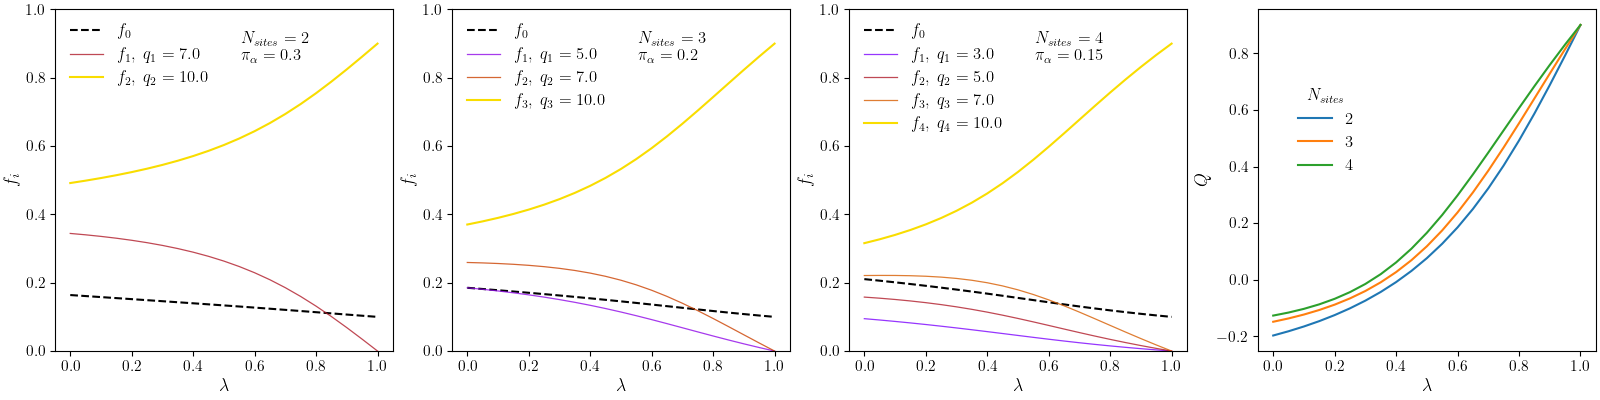 f_0
f_1, q_1 = 7.0
f_2, q_2 = 10.0
N_{sites} = 2
π_α = 0.3
1.0
0.8
0.6
0.4
0.2
0.0
f_i
0.0 0.2 0.4 0.6 0.8 1.0
λ
f_0
f_1, q_1 = 5.0
f_2, q_2 = 7.0
f_3, q_3 = 10.0
N_{sites} = 3
π_α = 0.2
1.0
0.8
0.6
0.4
0.2
0.0
f_i
0.0 0.2 0.4 0.6 0.8 1.0
λ
f_0
f_1, q_1 = 3.0
f_2, q_2 = 5.0
f_3, q_3 = 7.0
f_4, q_4 = 10.0
N_{sites} = 4
π_α = 0.15
1.0
0.8
0.6
0.4
0.2
0.0
f_i
0.0 0.2 0.4 0.6 0.8 1.0
λ
N_{sites}
2
3
4
0.8
0.6
0.4
0.2
0.0
−0.2
Q
0.0 0.2 0.4 0.6 0.8 1.0
λ